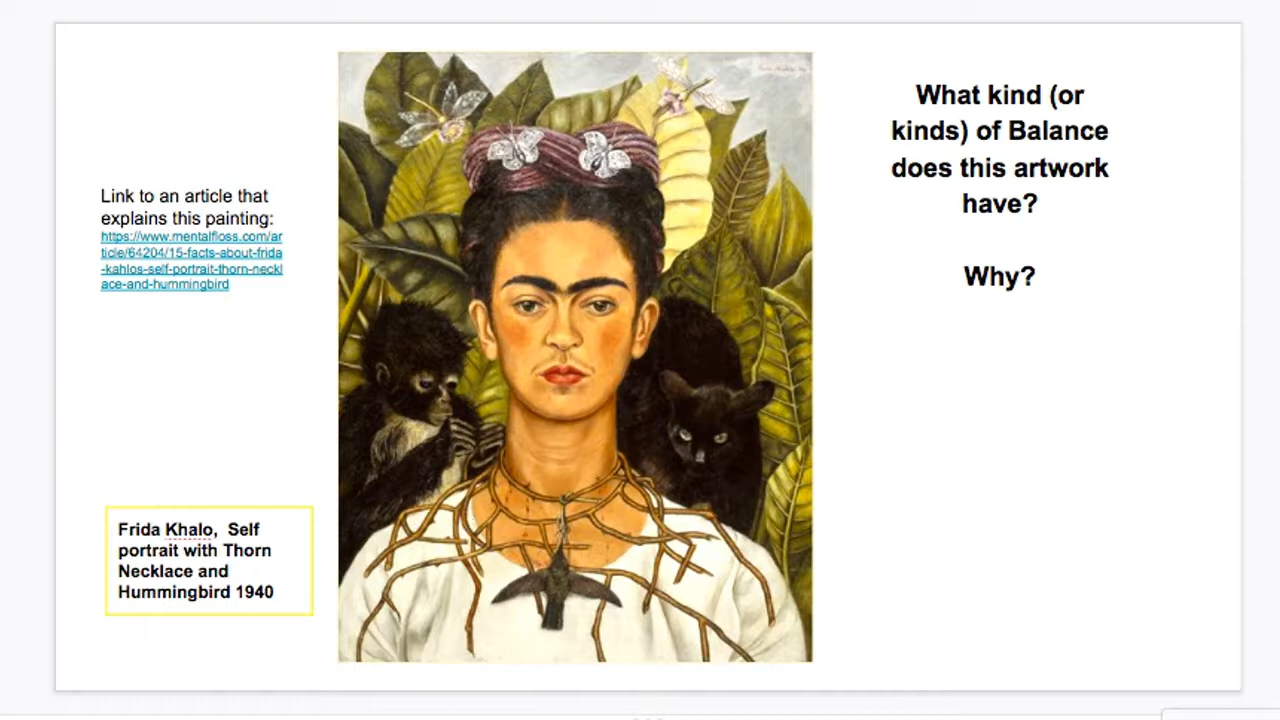 Link to an article that
explains this painting:
https://www.mentalfloss.com/ar
ticle/64204/15-facts-about-frida
-kahlos-self-portrait-thorn-neckl
ace-and-hummingbird
Frida Khalo,  Self
portrait with Thorn
Necklace and
Hummingbird 1940
What kind (or
kinds) of Balance
does this artwork
have?
Why?